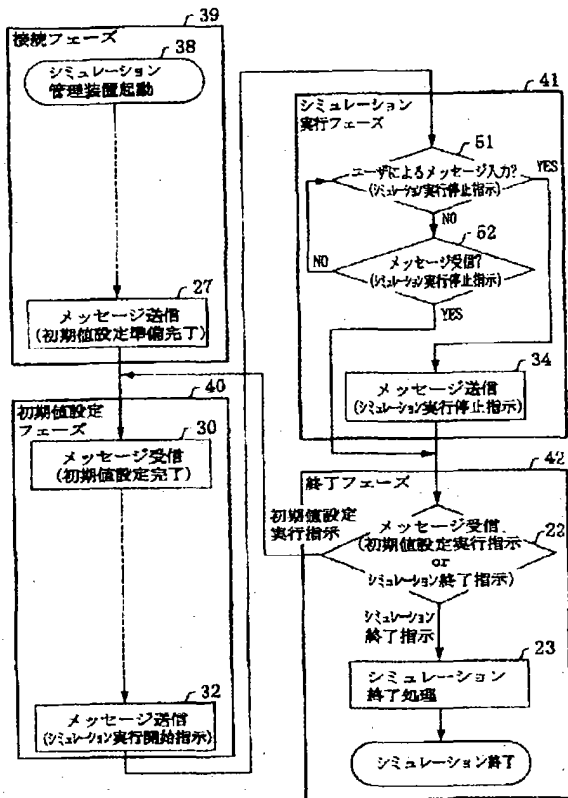 39
接続フェーズ
38
シミュレーション
管理装置起動
27
メッセージ送信
(初期値設定準備完了)
40
初期値設定
フェーズ
30
メッセージ受信
(初期値設定完了)
32
メッセージ送信
(シミュレーション実行開始指示)
41
シミュレーション
実行フェーズ
51
ユーザによるメッセージ入力?
(シミュレーション実行停止指示)
YES
NO
52
メッセージ受信?
(シミュレーション実行停止指示)
NO
YES
34
メッセージ送信
(シミュレーション実行停止指示)
42
終了フェーズ
初期値設定
実行指示
22
メッセージ受信
(初期値設定実行指示
or
シミュレーション終了指示)
シミュレーション
終了指示
23
シミュレーション
終了処理
シミュレーション終了